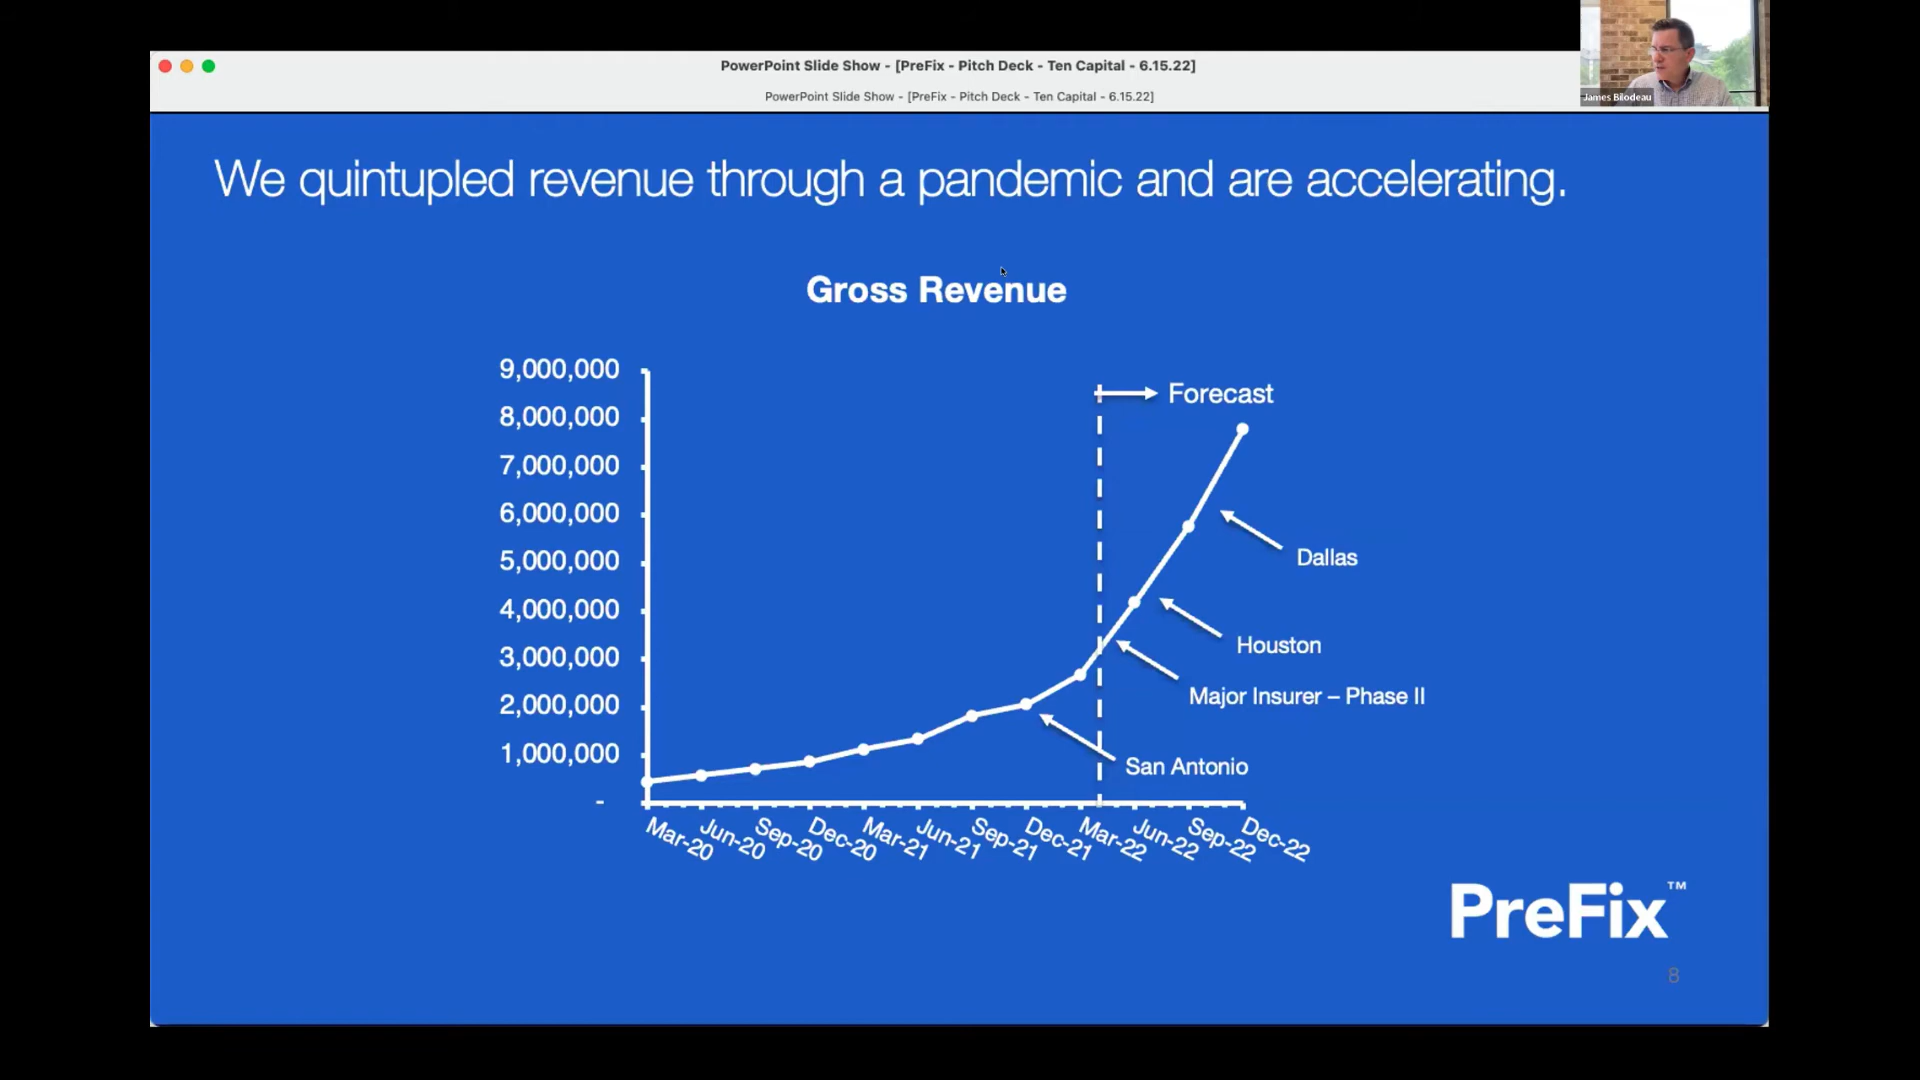 PowerPoint Slide Show - [PreFix - Pitch Deck - Ten Capital - 6.15.22]
PowerPoint Slide Show - [PreFix - Pitch Deck - Ten Capital - 6.15.22]
James Bilodeau
We quintupled revenue through a pandemic and are accelerating.
Gross Revenue
9,000,000
8,000,000
7,000,000
6,000,000
5,000,000
4,000,000
3,000,000
2,000,000
1,000,000
-
Forecast
Dallas
Houston
Major Insurer – Phase II
San Antonio
Mar-20
Jun-20
Sep-20
Dec-20
Mar-21
Jun-21
Sep-21
Dec-21
Mar-22
Jun-22
Sep-22
Dec-22
PreFix™
8